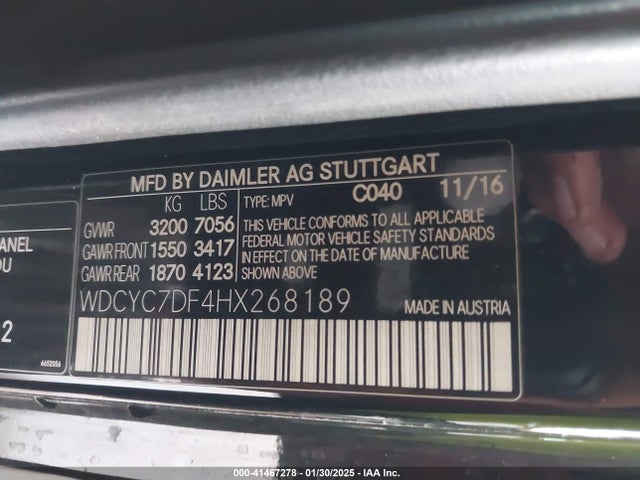 MFD BY DAIMLER AG STUTTGART
KG LBS TYPE: MPV C040 11/16
GVWR 3200 7056
GAWR FRONT 1550 3417
GAWR REAR 1870 4123
THIS VEHICLE CONFORMS TO ALL APPLICABLE
FEDERAL MOTOR VEHICLE SAFETY STANDARDS
IN EFFECT ON THE DATE OF MANUFACTURE
SHOWN ABOVE
WDCYC7DF4HX268189 MADE IN AUSTRIA
ANEL
OU
2
6652056
000-41467278 - 01/30/2025 - IAA Inc.